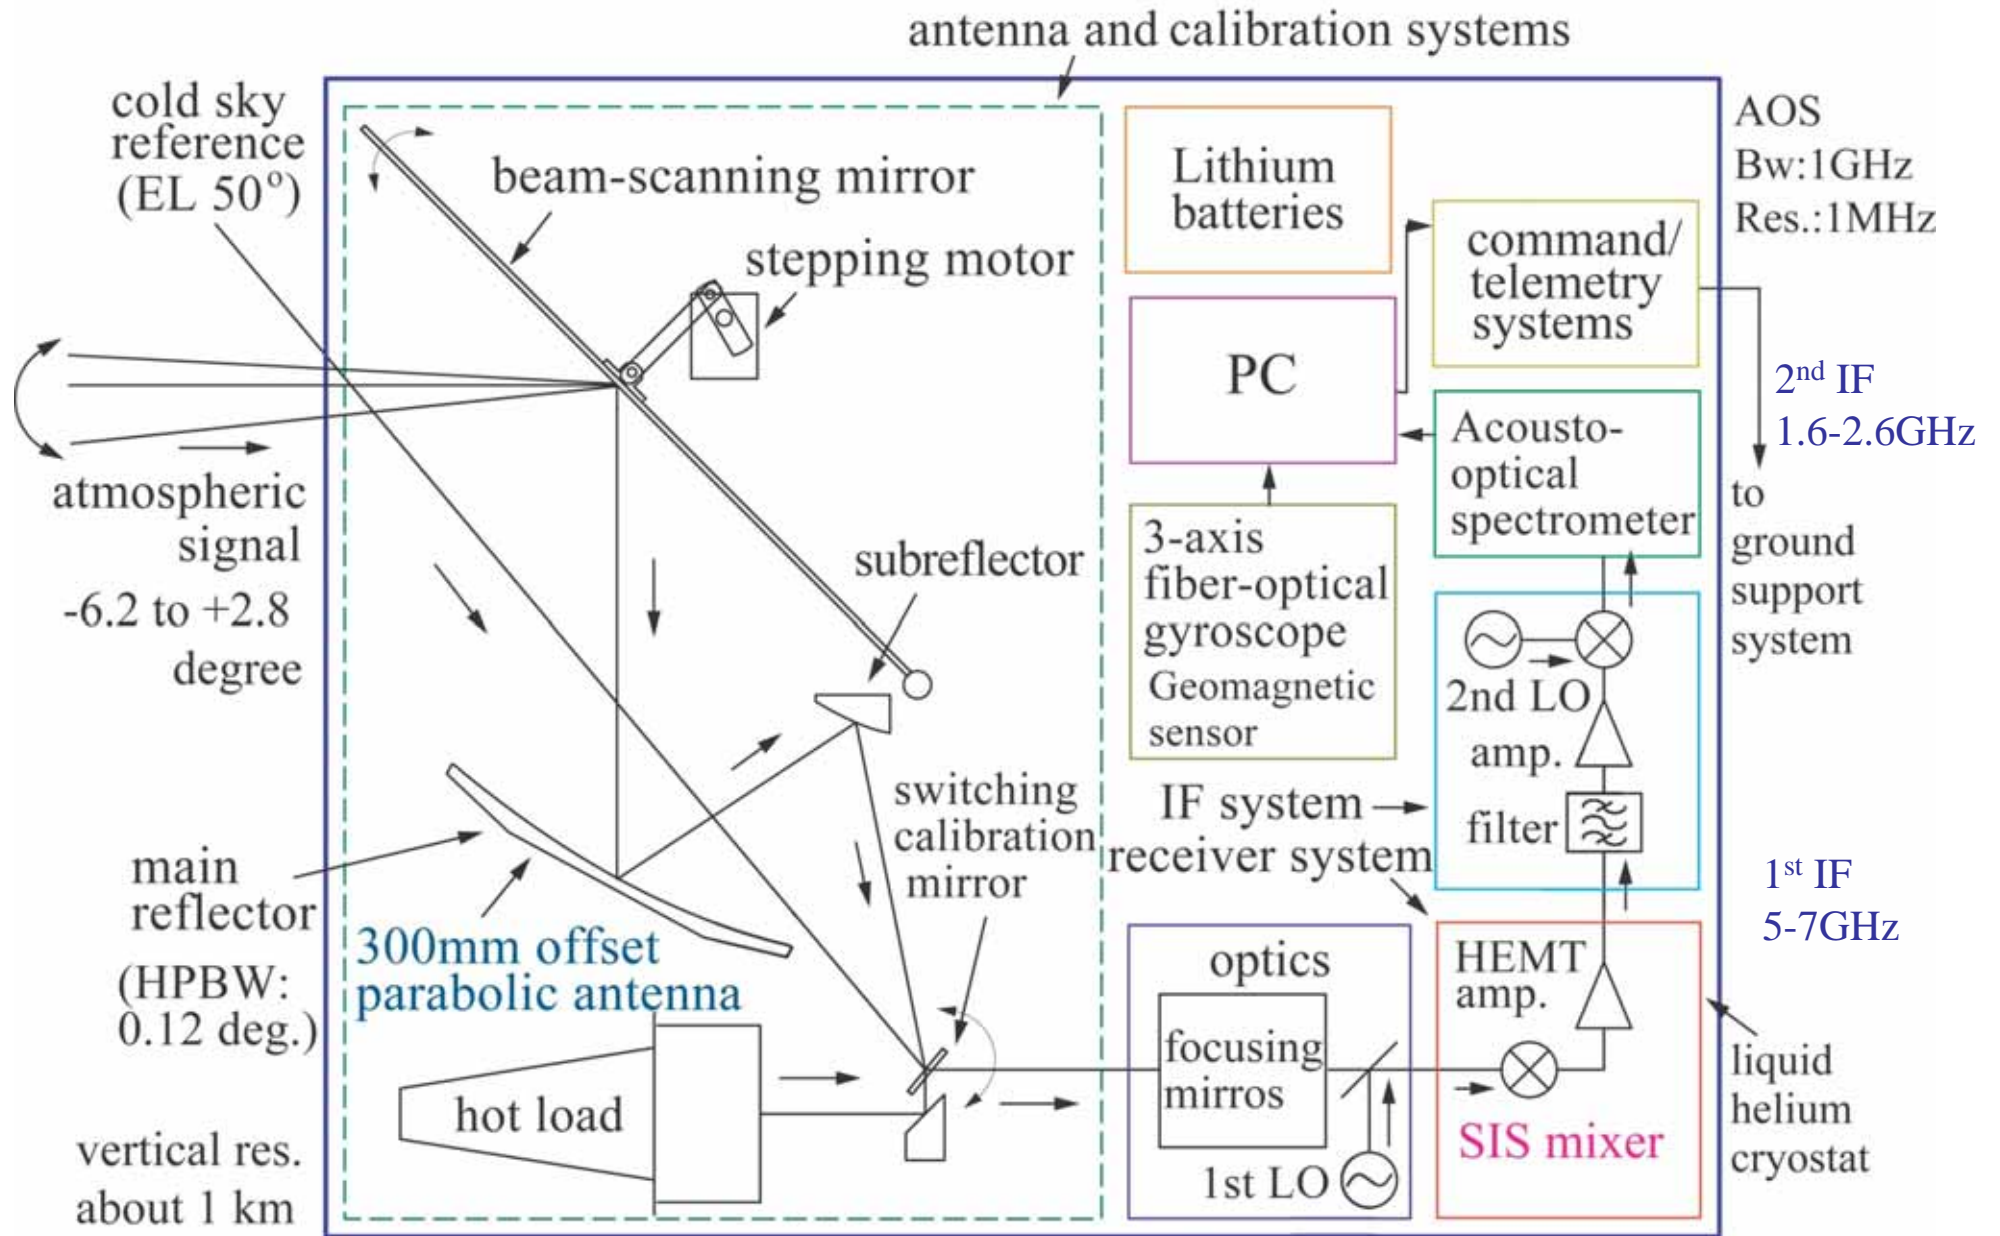 antenna and calibration systems
cold sky
reference
(EL 50°)
beam-scanning mirror
stepping motor
atmospheric
signal
-6.2 to +2.8
degree
subreflector
main
reflector
(HPBW:
0.12 deg.)
300mm offset
parabolic antenna
switching
calibration
mirror
hot load
vertical res.
about 1 km
Lithium
batteries
PC
command/
telemetry
systems
3-axis
fiber-optical
gyroscope
Geomagnetic
sensor
Acousto-
optical
spectrometer
2nd LO
amp.
filter
IF system
receiver system
optics
focusing
mirros
1st LO
HEMT
amp.
SIS mixer
AOS
Bw:1GHz
Res.:1MHz
2nd IF
1.6-2.6GHz
to
ground
support
system
1st IF
5-7GHz
liquid
helium
cryostat